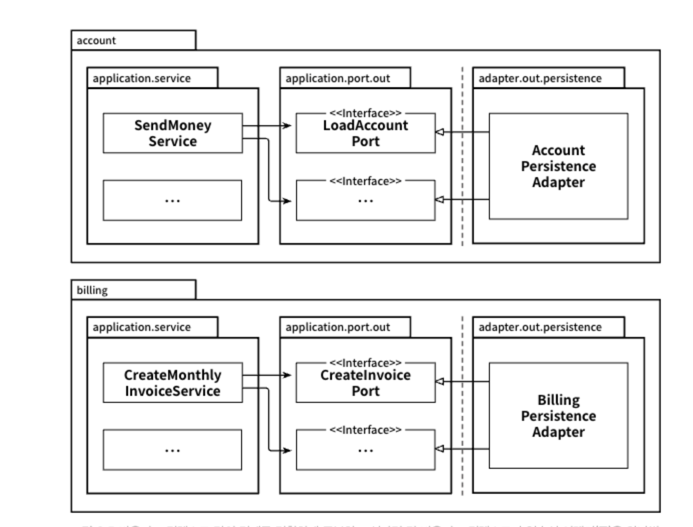 account
application.service
application.port.out
adapter.out.persistence
SendMoney
Service
...
<<Interface>>
LoadAccount
Port
<<Interface>>
...
Account
Persistence
Adapter
billing
application.service
application.port.out
adapter.out.persistence
CreateMonthly
InvoiceService
...
<<Interface>>
CreateInvoice
Port
<<Interface>>
...
Billing
Persistence
Adapter